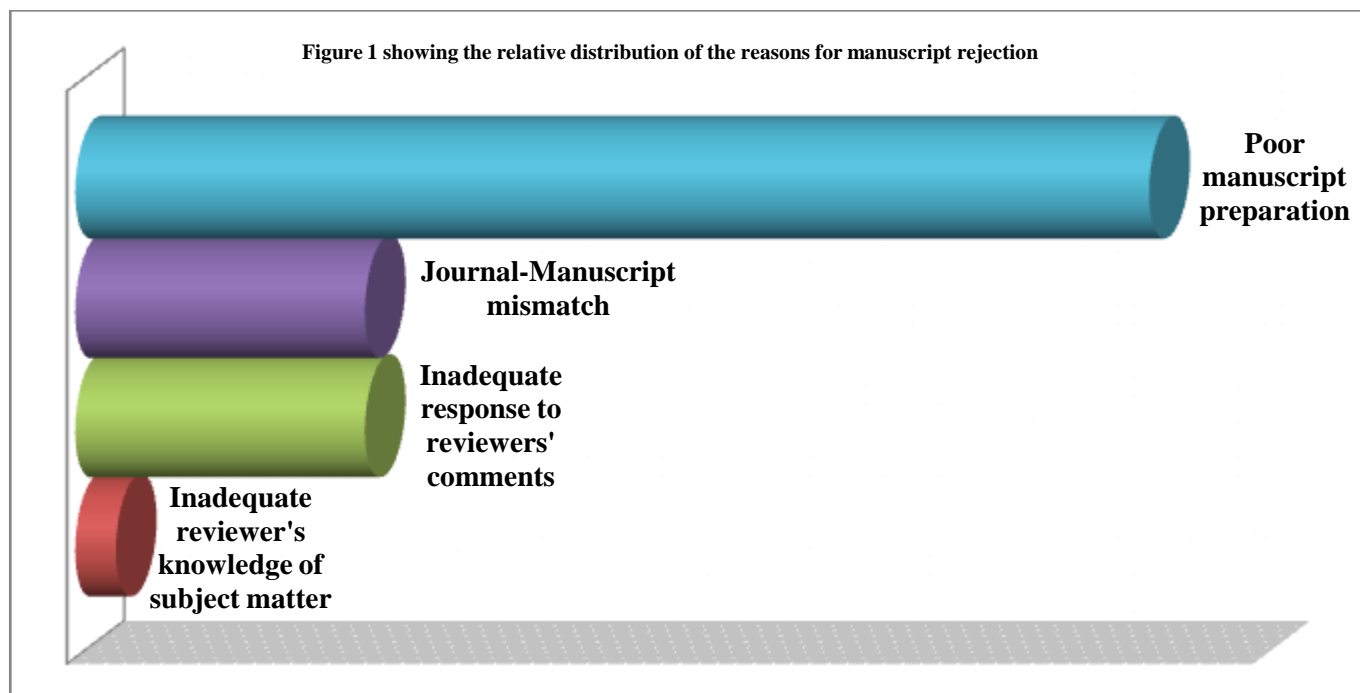 Figure 1 showing the relative distribution of the reasons for manuscript rejection
Poor
manuscript
preparation
Journal-Manuscript
mismatch
Inadequate
response to
reviewers'
comments
Inadequate
reviewer's
knowledge of
subject matter